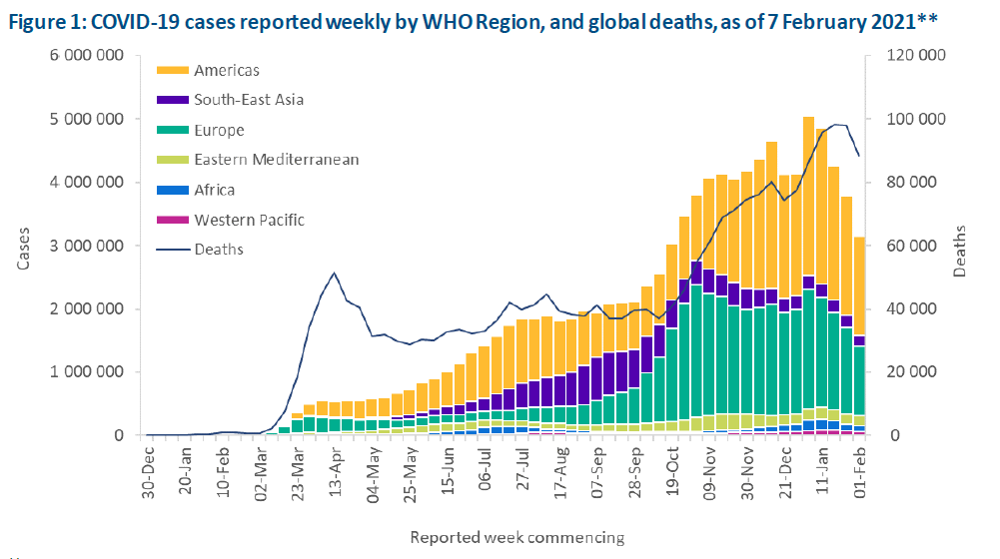 Figure 1: COVID-19 cases reported weekly by WHO Region, and global deaths, as of 7 February 2021**
6 000 000
5 000 000
4 000 000
3 000 000
2 000 000
1 000 000
0
Cases
Americas
South-East Asia
Europe
Eastern Mediterranean
Africa
Western Pacific
Deaths
120 000
100 000
80 000
60 000
40 000
20 000
0
Deaths
30-Dec
20-Jan
10-Feb
02-Mar
23-Mar
13-Apr
04-May
25-May
15-Jun
06-Jul
27-Jul
17-Aug
07-Sep
28-Sep
19-Oct
09-Nov
30-Nov
21-Dec
11-Jan
01-Feb
Reported week commencing